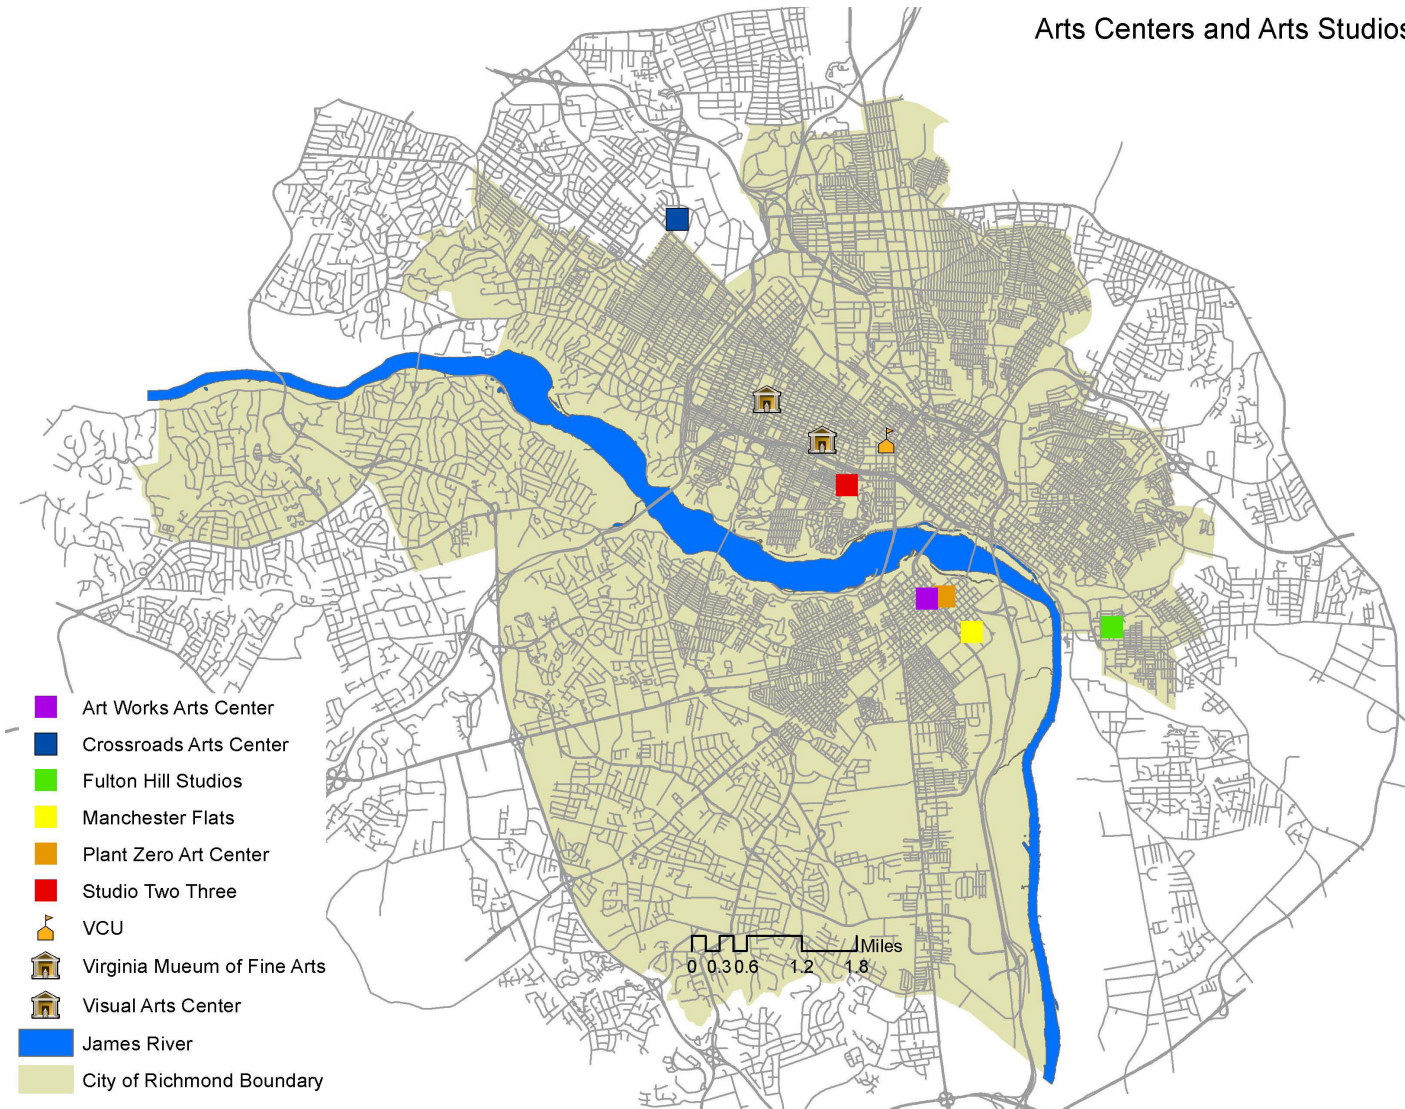 Arts Centers and Arts Studios
Art Works Arts Center
Crossroads Arts Center
Fulton Hill Studios
Manchester Flats
Plant Zero Art Center
Studio Two Three
VCU
Virginia Mueum of Fine Arts
Visual Arts Center
James River
City of Richmond Boundary
Miles
0 0.3 0.6 1.2 1.8